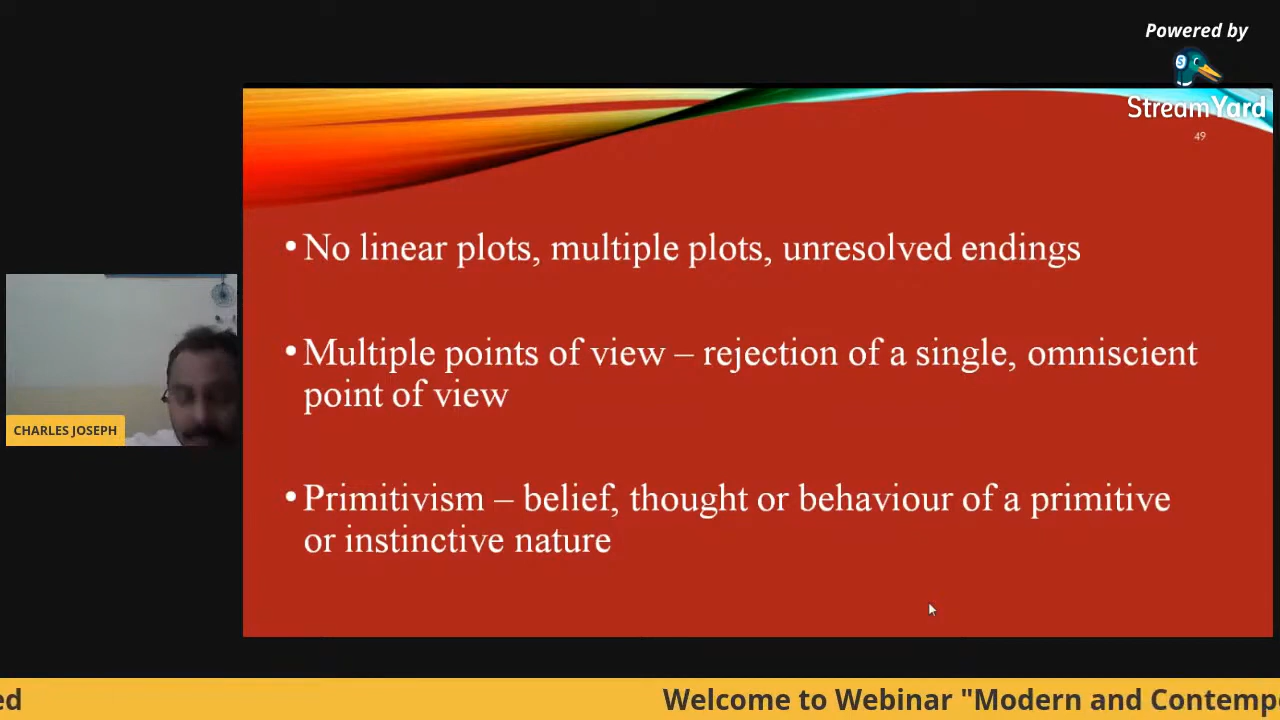 Powered by
StreamYard
49
•No linear plots, multiple plots, unresolved endings
•Multiple points of view – rejection of a single, omniscient
point of view
•Primitivism – belief, thought or behaviour of a primitive
or instinctive nature
CHARLES JOSEPH
ed Welcome to Webinar "Modern and Contemp